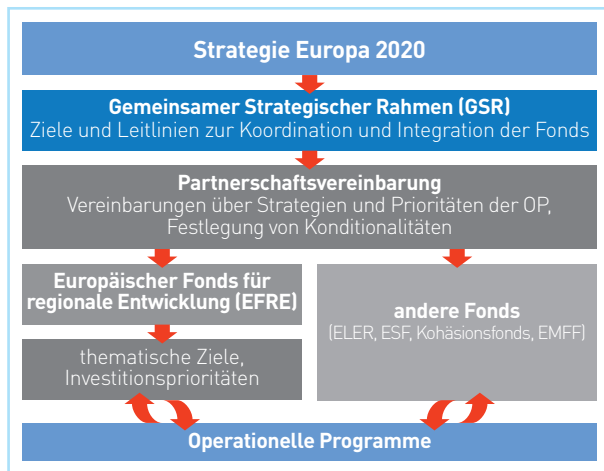 Strategie Europa 2020
Gemeinsamer Strategischer Rahmen (GSR)
Ziele und Leitlinien zur Koordination und Integration der Fonds
Partnerschaftsvereinbarung
Vereinbarungen über Strategien und Prioritäten der OP,
Festlegung von Konditionalitäten
Europäischer Fonds für
regionale Entwicklung (EFRE)
andere Fonds
(ELER, ESF, Kohäsionsfonds, EMFF)
thematische Ziele,
Investitionsprioritäten
Operationelle Programme